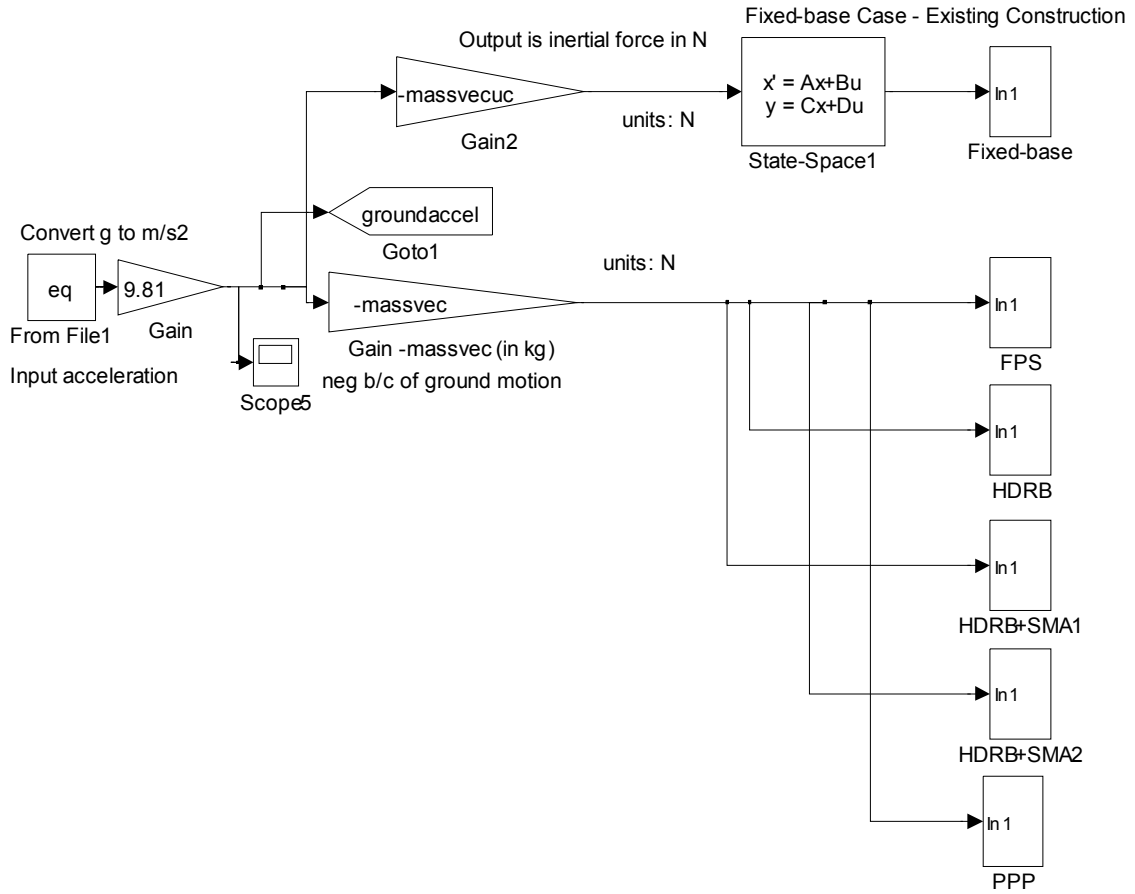 Fixed-base Case - Existing Construction
Output is inertial force in N
-massvecuc
Gain2
units: N
x' = Ax+Bu
y = Cx+Du
State-Space1
In1
Fixed-base
groundaccel
Goto1
Convert g to m/s2
eq
From File1
Input acceleration
9.81
Gain
Scope5
-massvec
Gain -massvec (in kg)
neg b/c of ground motion
units: N
In1
FPS
In1
HDRB
In1
HDRB+SMA1
In1
HDRB+SMA2
In1
PPP